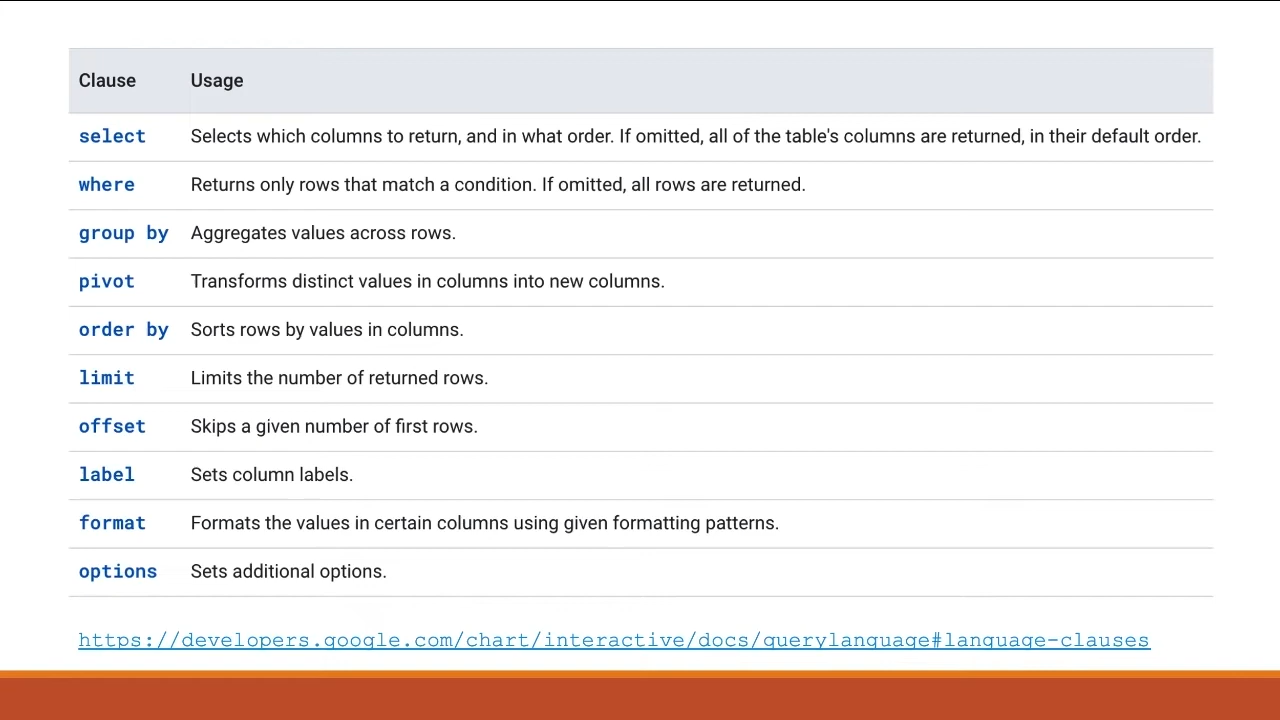 Clause Usage
select Selects which columns to return, and in what order. If omitted, all of the table's columns are returned, in their default order.
where Returns only rows that match a condition. If omitted, all rows are returned.
group by Aggregates values across rows.
pivot Transforms distinct values in columns into new columns.
order by Sorts rows by values in columns.
limit Limits the number of returned rows.
offset Skips a given number of first rows.
label Sets column labels.
format Formats the values in certain columns using given formatting patterns.
options Sets additional options.
https://developers.google.com/chart/interactive/docs/querylanguage#language-clauses